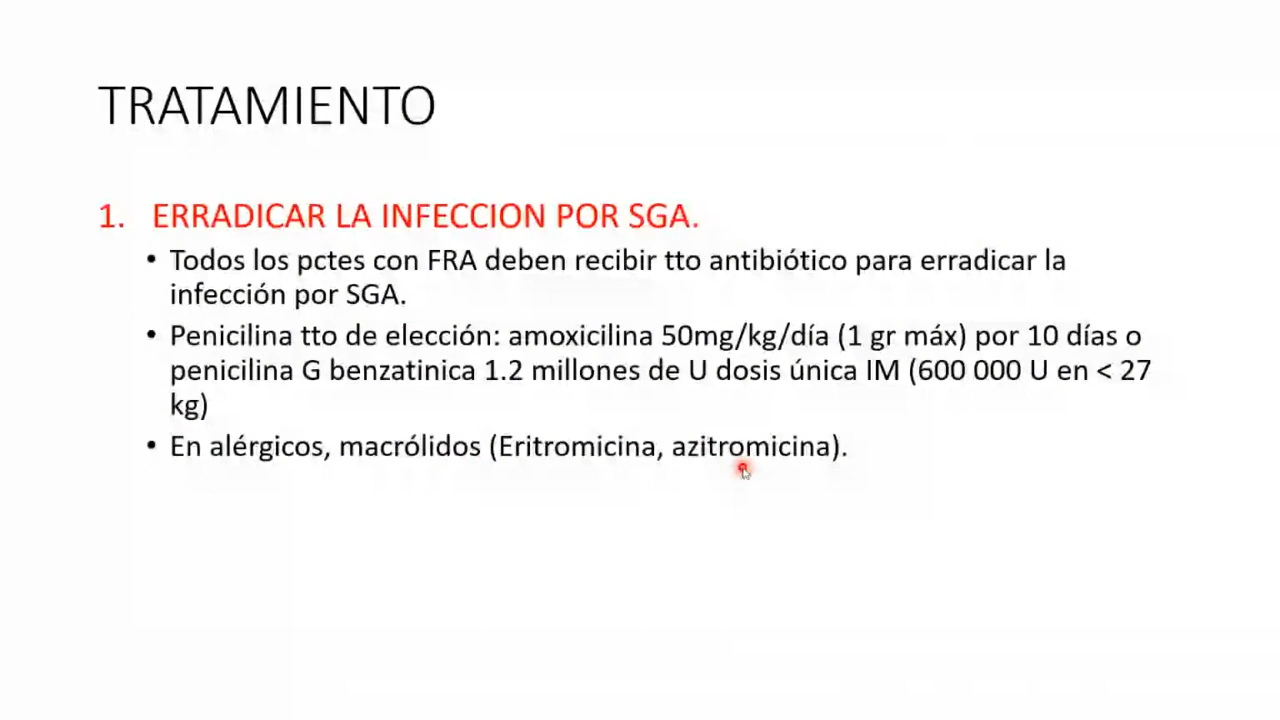 TRATAMIENTO
1. ERRADICAR LA INFECCION POR SGA.
• Todos los pctes con FRA deben recibir tto antibiótico para erradicar la
infección por SGA.
• Penicilina tto de elección: amoxicilina 50mg/kg/día (1 gr máx) por 10 días o
penicilina G benzatinica 1.2 millones de U dosis única IM (600 000 U en < 27
kg)
• En alérgicos, macrólidos (Eritromicina, azitromicina).